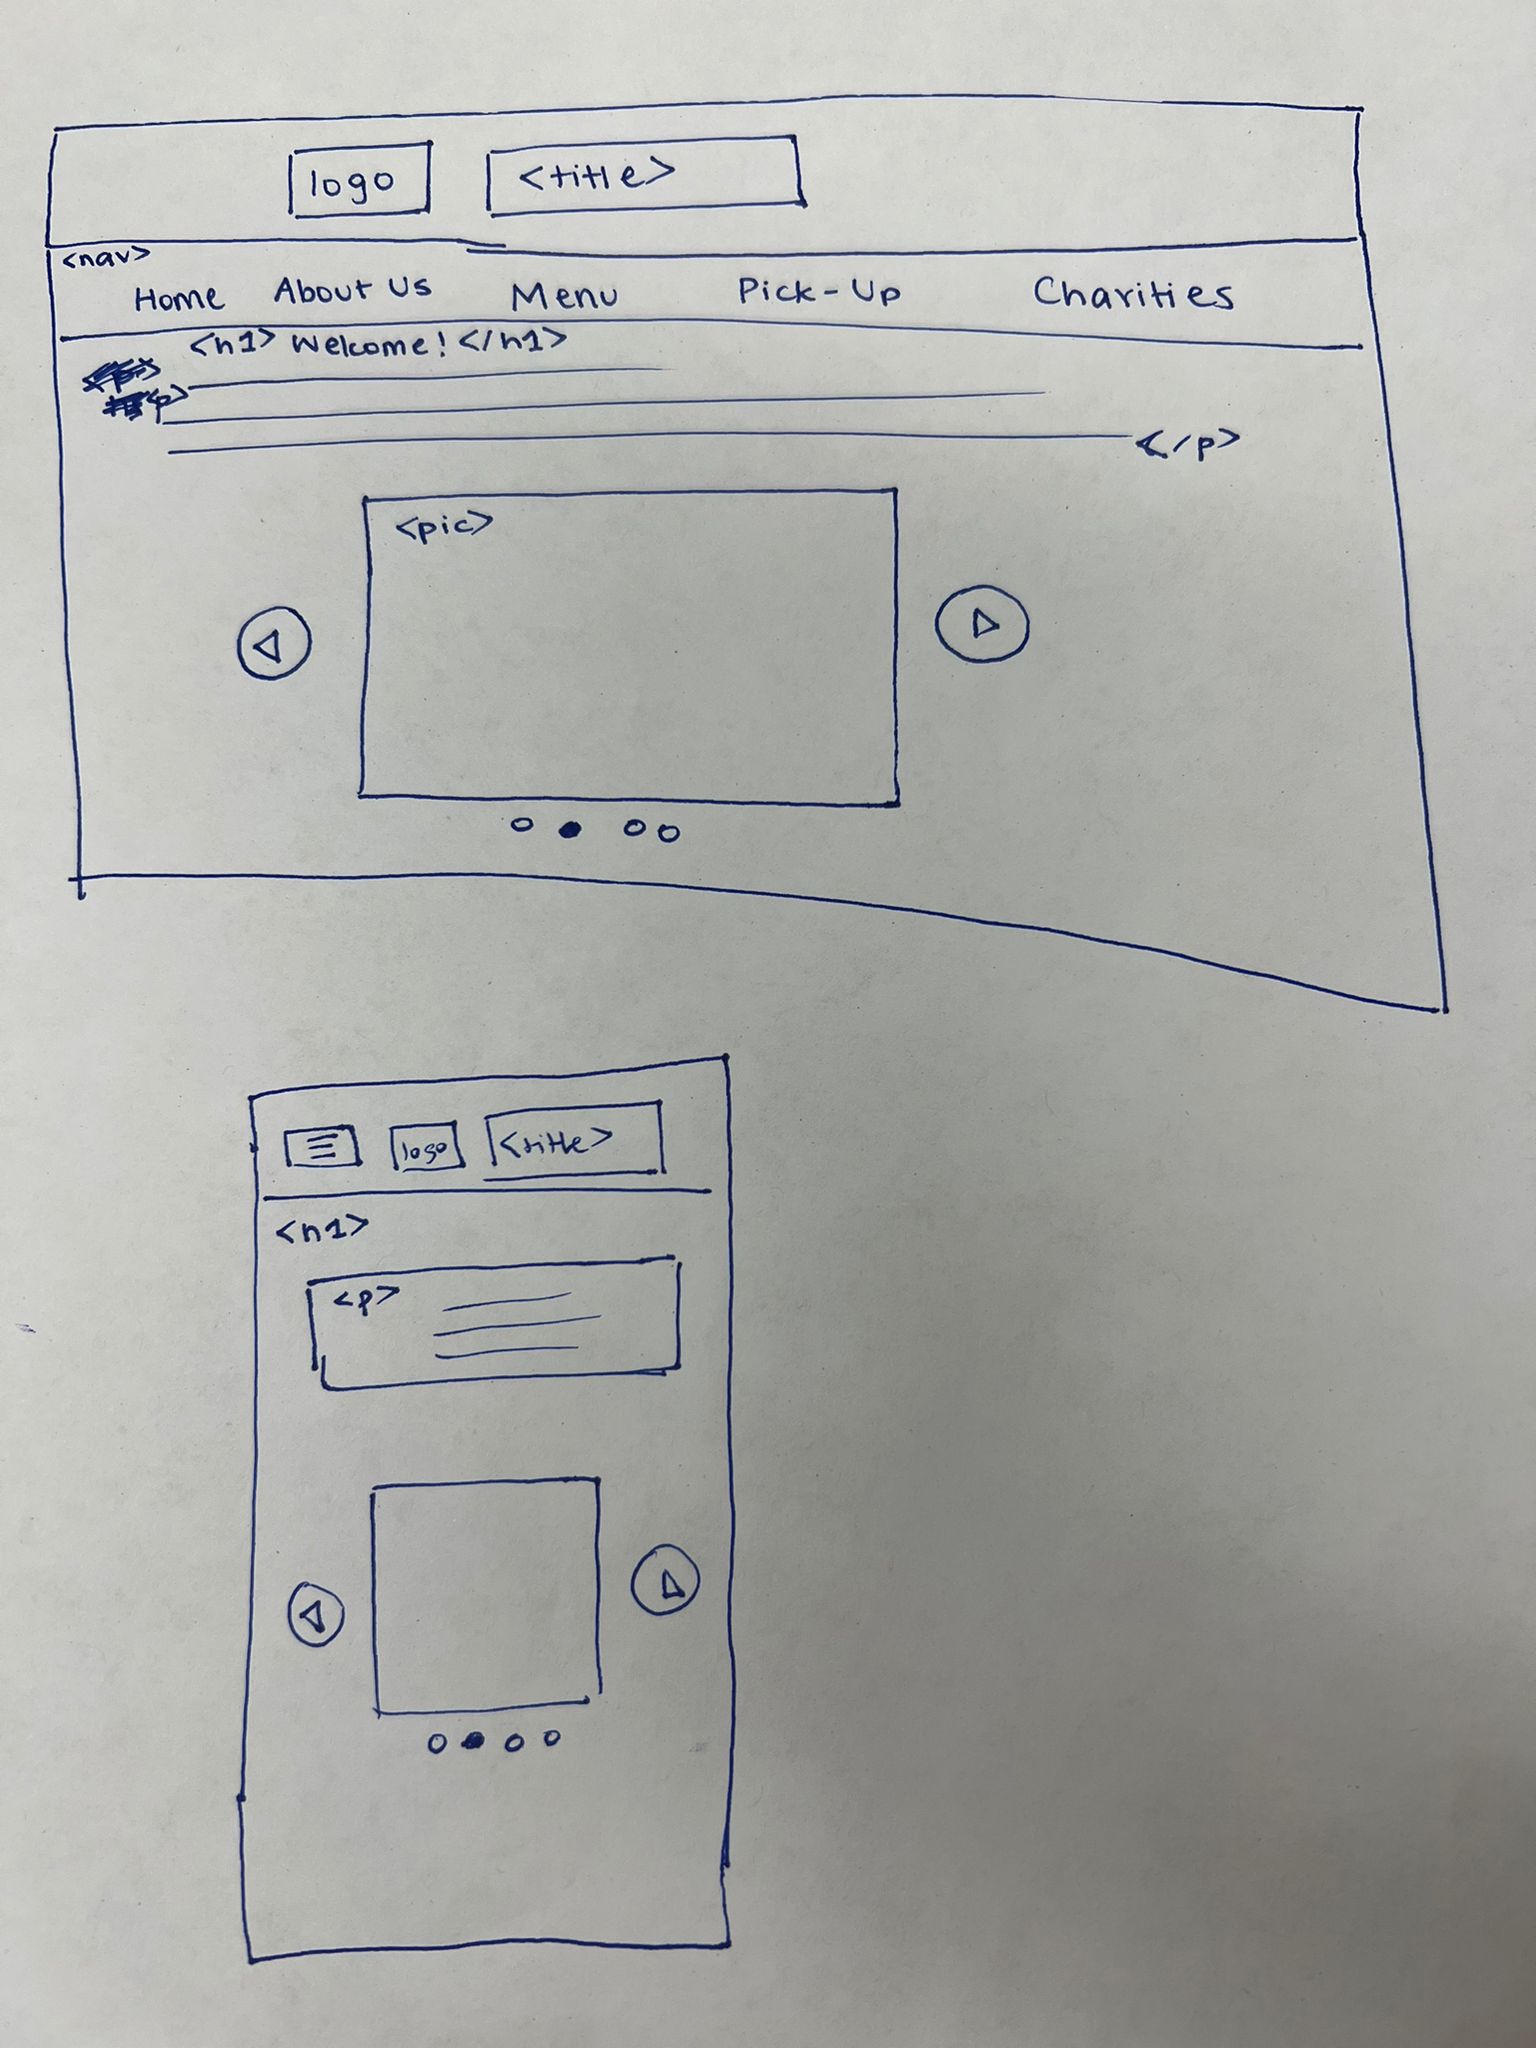 logo <title>
<nav>
Home About Us Menu Pick-Up Charities
<h1> Welcome! </h1>
<p>
</p>
<pic>
logo <title>
<h1>
<p>